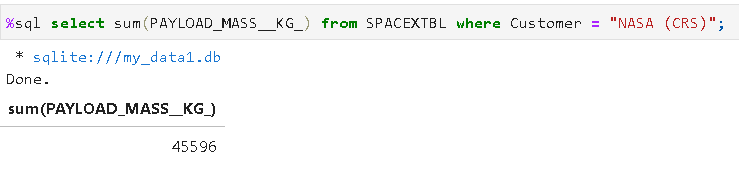 %sql select sum(PAYLOAD_MASS__KG_) from SPACEXTBL where Customer = "NASA (CRS)";
* sqlite:///my_data1.db
Done.
sum(PAYLOAD_MASS__KG_)
45596